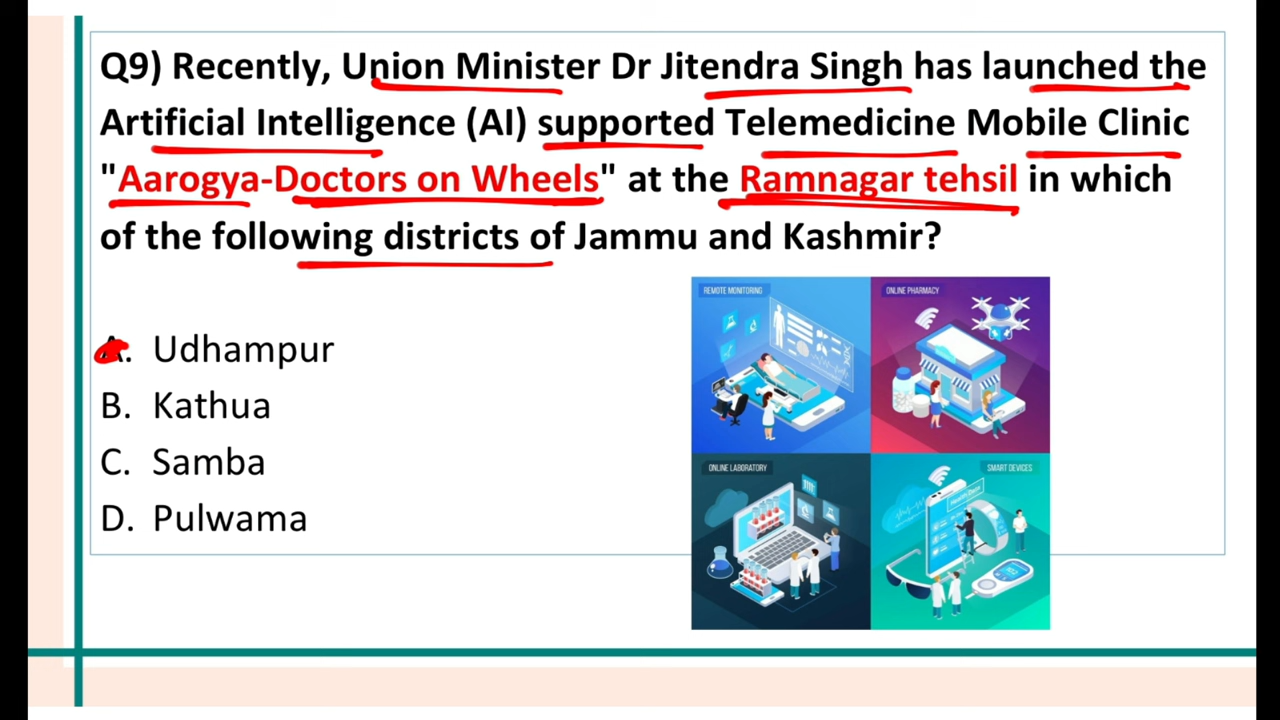 Q9) Recently, Union Minister Dr Jitendra Singh has launched the
Artificial Intelligence (AI) supported Telemedicine Mobile Clinic
"Aarogya-Doctors on Wheels" at the Ramnagar tehsil in which
of the following districts of Jammu and Kashmir?
A. Udhampur
B. Kathua
C. Samba
D. Pulwama
REMOTE MONITORING
ONLINE PHARMACY
ONLINE LABORATORY
SMART DEVICES